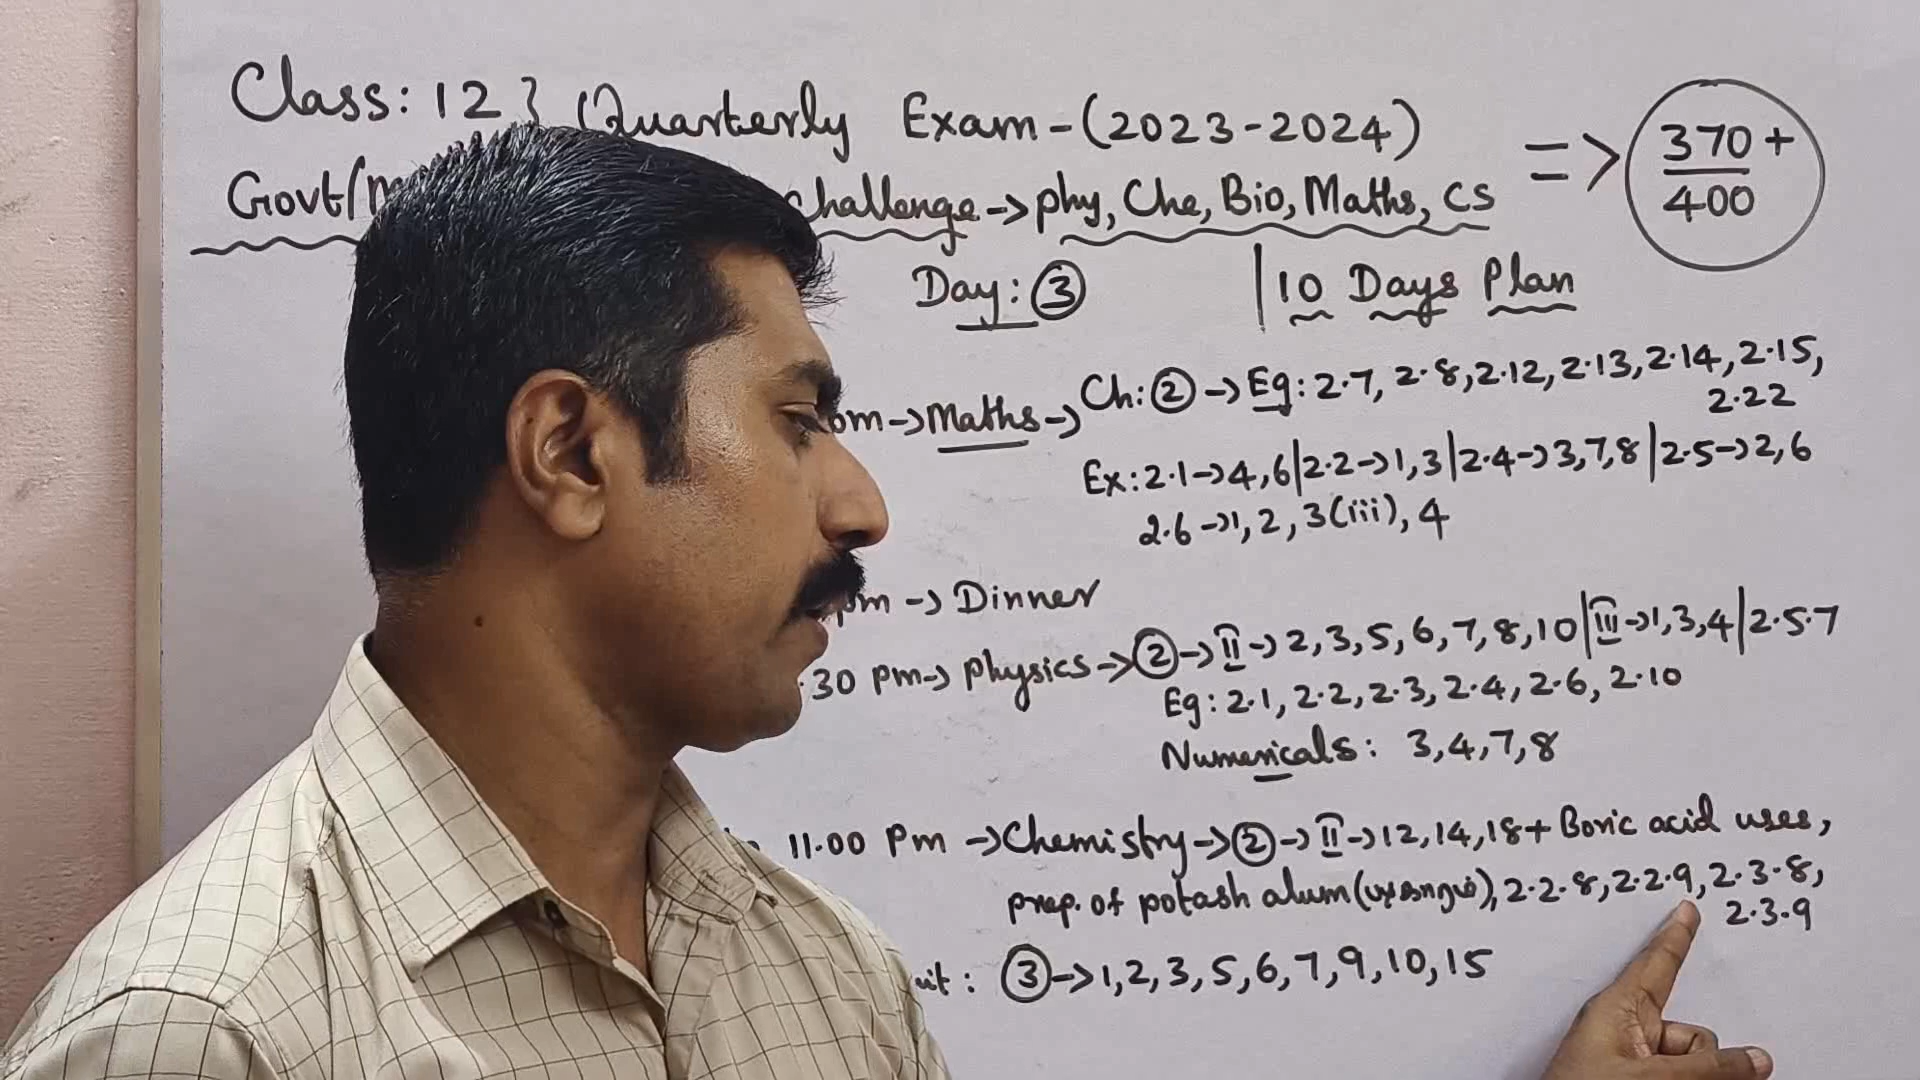 Class: 12 } Quarterly Exam-(2023-2024)
Govt/ Challenge->phy, Che, Bio, Maths, CS => 370+/400
Day: 3 | 10 Days Plan
pm->Maths-> Ch: 2 -> Eg: 2.7, 2.8, 2.12, 2.13, 2.14, 2.15,
2.22
Ex: 2.1->4, 6|2.2->1, 3|2.4->3, 7, 8|2.5->2, 6
2.6->1, 2, 3(iii), 4
pm -> Dinner
.30 pm-> Physics-> 2 -> II -> 2, 3, 5, 6, 7, 8, 10|III->1, 3, 4|2.5.7
Eg: 2.1, 2.2, 2.3, 2.4, 2.6, 2.10
Numericals: 3, 4, 7, 8
11.00 Pm ->Chemistry-> 2 -> II ->12, 14, 18+ Boric acid uses,
prep. of potash alum (படிகாரம்), 2.2.8, 2.2.9, 2.3.8,
2.3.9
3 ->1, 2, 3, 5, 6, 7, 9, 10, 15